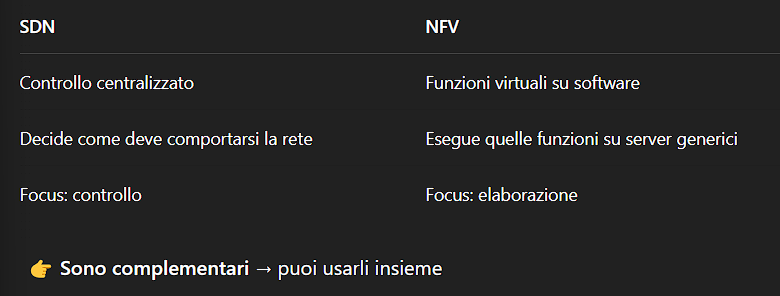 SDN NFV
Controllo centralizzato Funzioni virtuali su software
Decide come deve comportarsi la rete Esegue quelle funzioni su server generici
Focus: controllo Focus: elaborazione
👉 Sono complementari → puoi usarli insieme